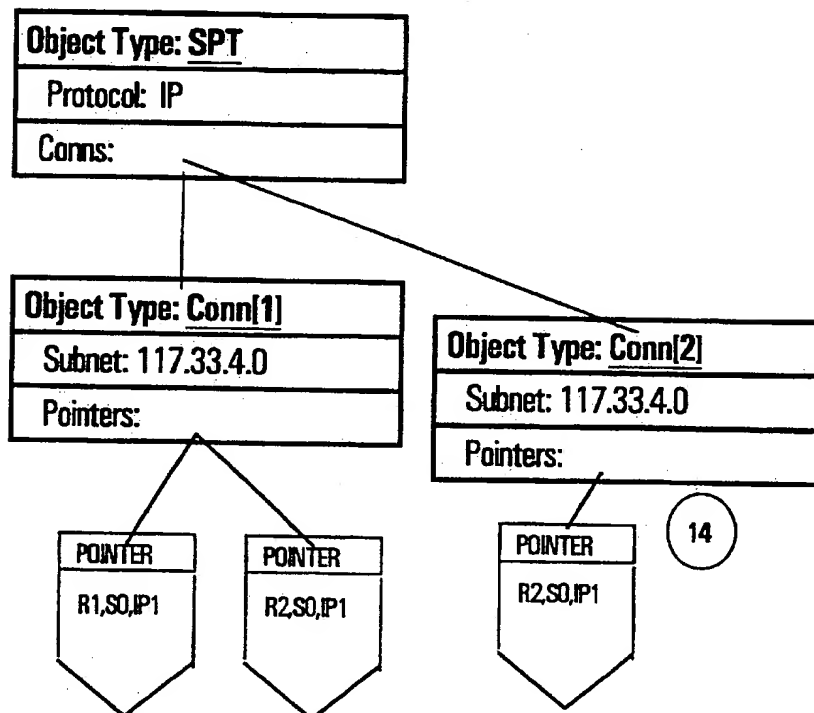 Object Type: SPT
Protocol: IP
Conns:
Object Type: Conn[1]
Subnet: 117.33.4.0
Pointers:
Object Type: Conn[2]
Subnet: 117.33.4.0
Pointers:
POINTER
R1,S0,IP1
POINTER
R2,S0,IP1
POINTER
R2,S0,IP1
14